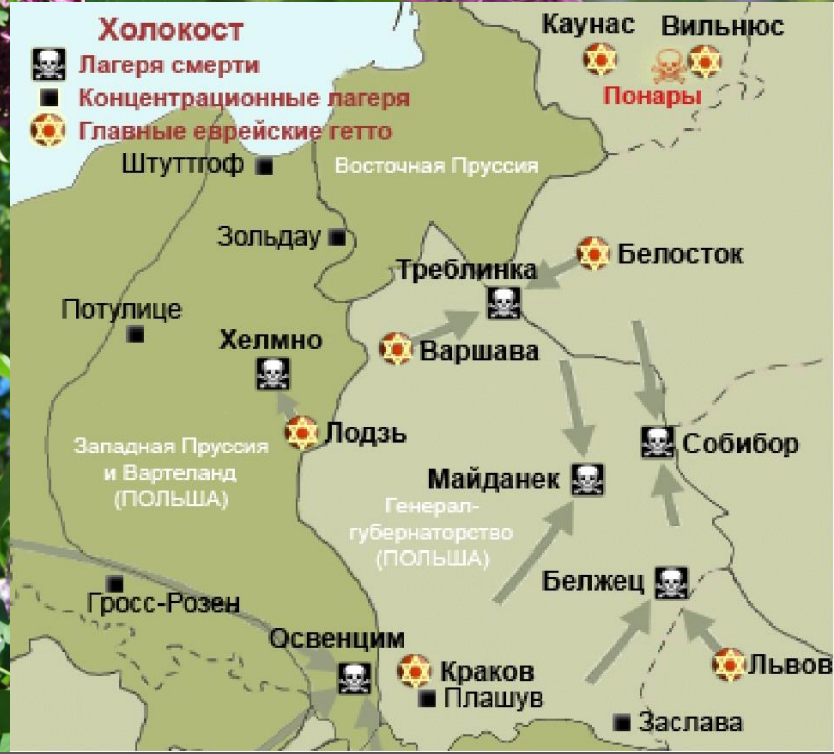 Холокост
Лагеря смерти
Концентрационные лагеря
Главные еврейские гетто
Каунас
Вильнюс
Понары
Штуттгоф
Восточная Пруссия
Зольдау
Белосток
Треблинка
Потулице
Хелмно
Варшава
Лодзь
Западная Пруссия
и Вартеланд
(ПОЛЬША)
Собибор
Майданек
Генерал-
губернаторство
(ПОЛЬША)
Белжец
Гросс-Розен
Освенцим
Краков
Плашув
Львов
Заслава